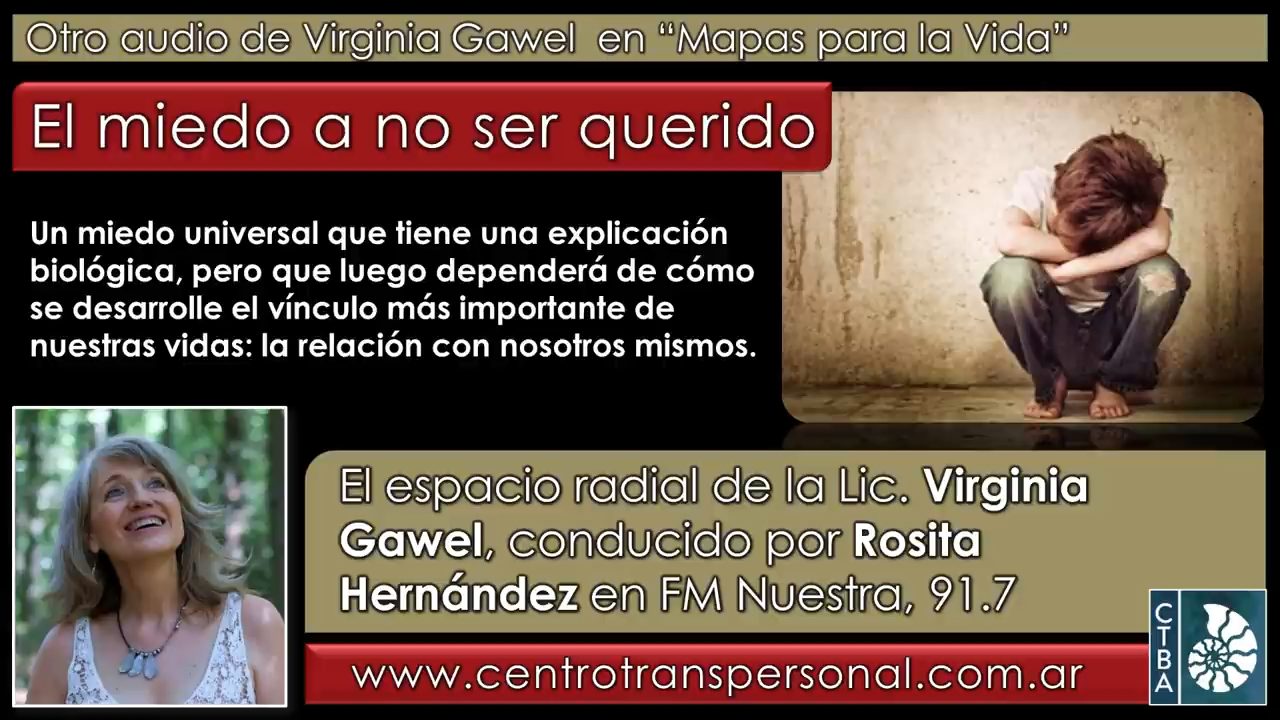 Otro audio de Virginia Gawel en “Mapas para la Vida”
El miedo a no ser querido
Un miedo universal que tiene una explicación
biológica, pero que luego dependerá de cómo
se desarrolle el vínculo más importante de
nuestras vidas: la relación con nosotros mismos.
El espacio radial de la Lic. Virginia
Gawel, conducido por Rosita
Hernández en FM Nuestra, 91.7
www.centrotranspersonal.com.ar
CTBA